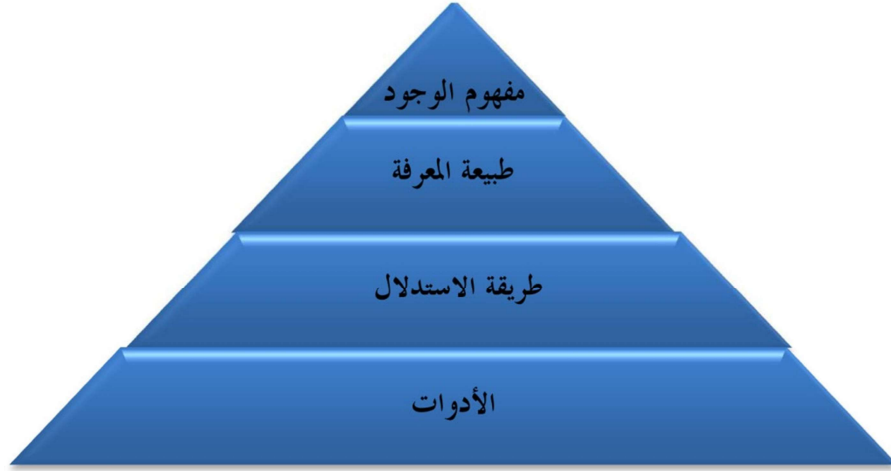 مفهوم الوجود
طبيعة المعرفة
طريقة الاستدلال
الأدوات